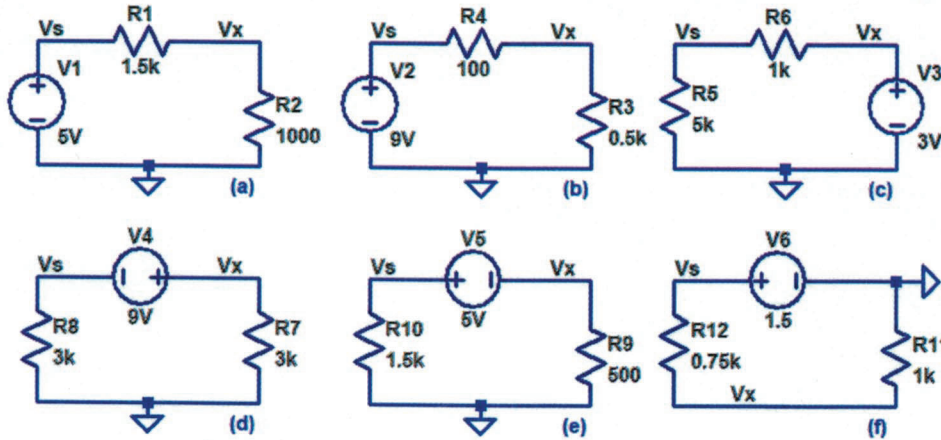 Vs R1 Vx
V1 1.5k
R2
5V 1000
(a)
Vs R4 Vx
V2 100
R3
9V 0.5k
(b)
Vs R6 Vx
R5 1k V3
5k
3V
(c)
V4
Vs Vx
R8 9V R7
3k 3k
(d)
V5
Vs Vx
R10 5V R9
1.5k 500
(e)
V6
Vs
R12 1.5 R11
0.75k 1k
Vx
(f)